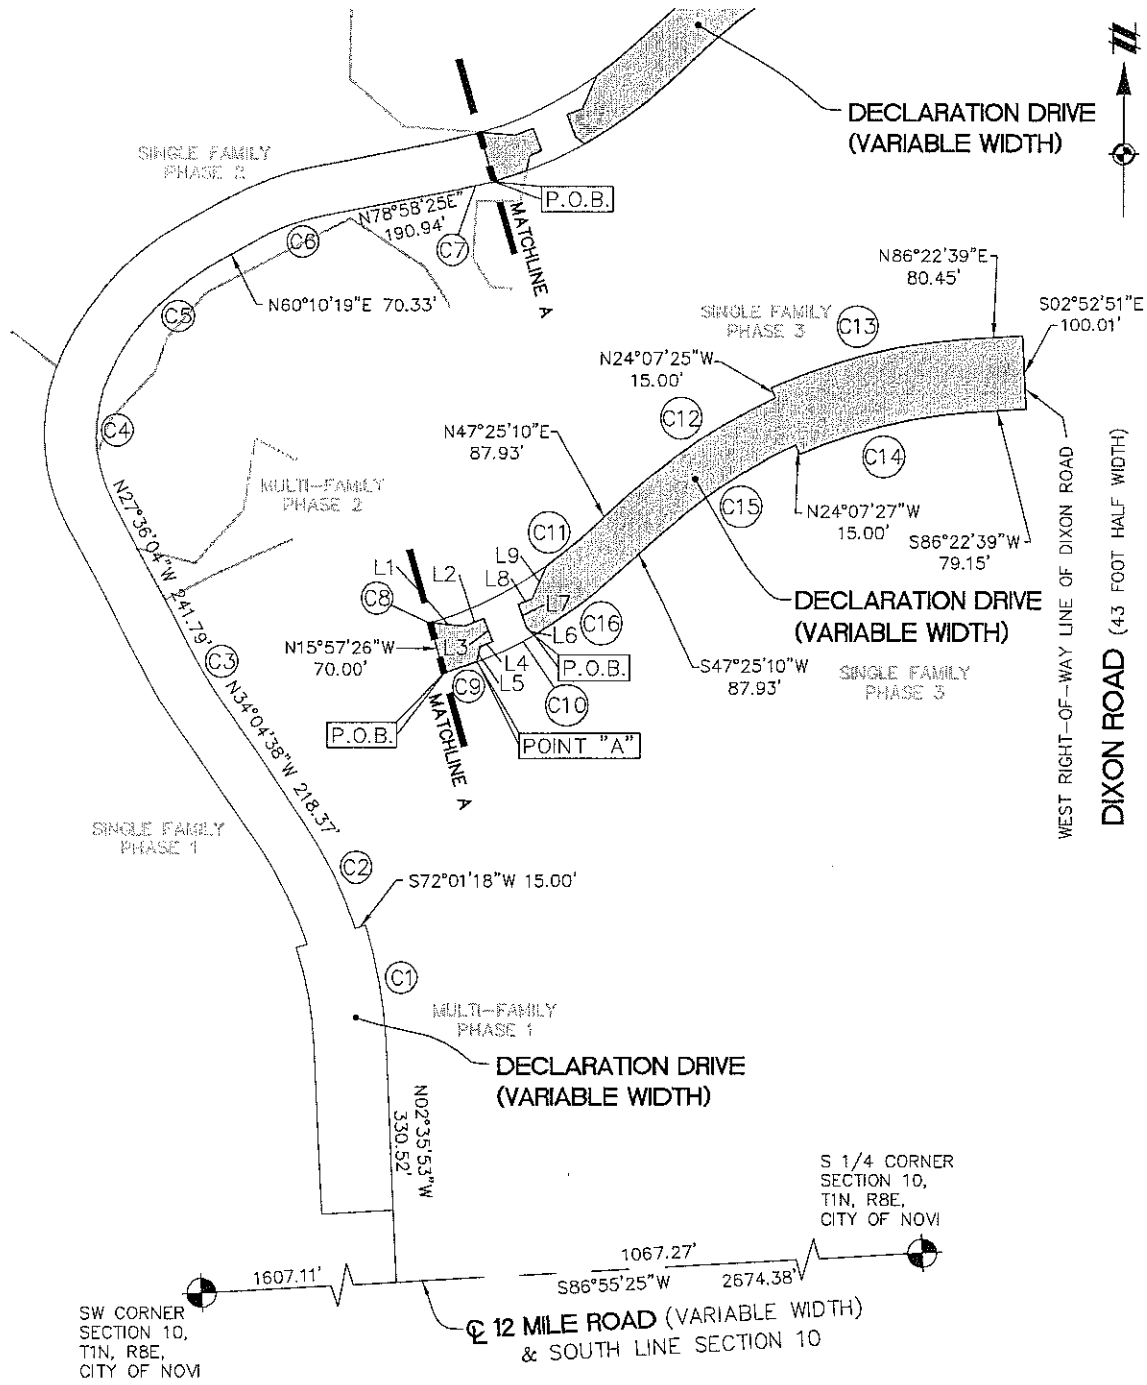 DECLARATION DRIVE
(VARIABLE WIDTH)
SINGLE FAMILY
PHASE 3
P.O.B.
N78°58'25E"
190.94'
C7
C6
MATCHLINE A
N60°10'19"E 70.33'
C5
C4
N86°22'39"E
80.45'
S02°52'51"E
100.01'
SINGLE FAMILY
PHASE 3
C13
N24°07'25"W
15.00'
C12
N47°25'10"E
87.93'
C14
C15
N24°07'27"W
15.00'
S86°22'39"W
79.15'
MULTI-FAMILY
PHASE 2
N27°36'04"W 241.79'
C11
L9
L8
L7
L6
C16
L1
L2
C8
L3
L4
L5
N15°57'26"W
70.00'
DECLARATION DRIVE
(VARIABLE WIDTH)
P.O.B.
C9
C10
S47°25'10"W
87.93'
SINGLE FAMILY
PHASE 3
P.O.B.
POINT "A"
MATCHLINE A
C3
N34°04'38"W 218.37'
WEST RIGHT-OF-WAY LINE OF DIXON ROAD
DIXON ROAD (43 FOOT HALF WIDTH)
SINGLE FAMILY
PHASE 1
C2
S72°01'18"W 15.00'
C1
MULTI-FAMILY
PHASE 1
DECLARATION DRIVE
(VARIABLE WIDTH)
N02°35'53"W
330.52'
S 1/4 CORNER
SECTION 10,
T1N, R8E,
CITY OF NOVI
1607.11'
1067.27'
S86°55'25"W 2674.38'
SW CORNER
SECTION 10,
T1N, R8E,
CITY OF NOVI
℄ 12 MILE ROAD (VARIABLE WIDTH)
& SOUTH LINE SECTION 10